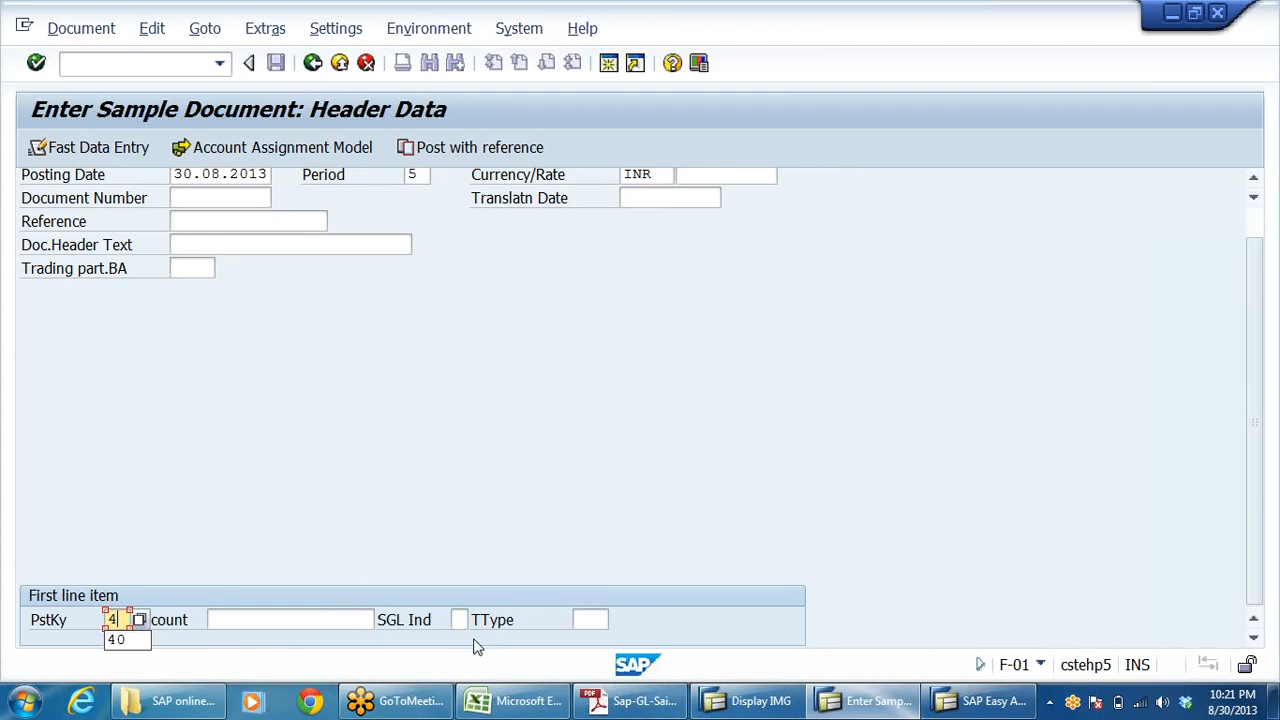 Document Edit Goto Extras Settings Environment System Help
Enter Sample Document: Header Data
Fast Data Entry Account Assignment Model Post with reference
Posting Date 30.08.2013 Period 5 Currency/Rate INR
Document Number Translatn Date
Reference
Doc.Header Text
Trading part.BA
First line item
PstKy 4 count SGL Ind TType
40
SAP F-01 cstehp5 INS
SAP online... GoToMeeti... Microsoft E... Sap-GL-Sai... Display IMG Enter Samp... SAP Easy A... 10:21 PM
8/30/2013